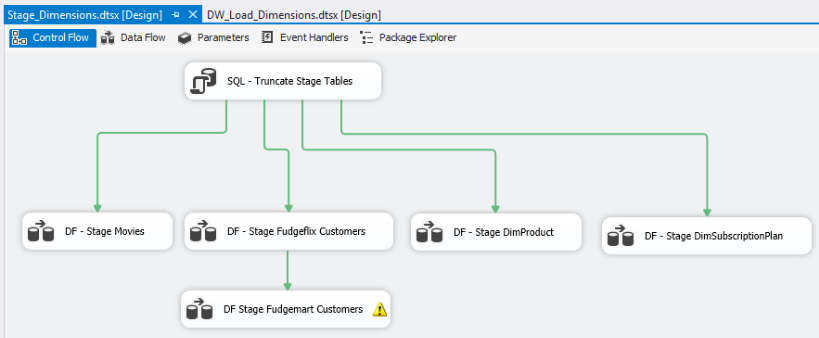 Stage_Dimensions.dtsx [Design] DW_Load_Dimensions.dtsx [Design]
Control Flow Data Flow Parameters Event Handlers Package Explorer
SQL - Truncate Stage Tables
DF - Stage Movies DF - Stage Fudgeflix Customers DF - Stage DimProduct DF - Stage DimSubscriptionPlan
DF Stage Fudgemart Customers